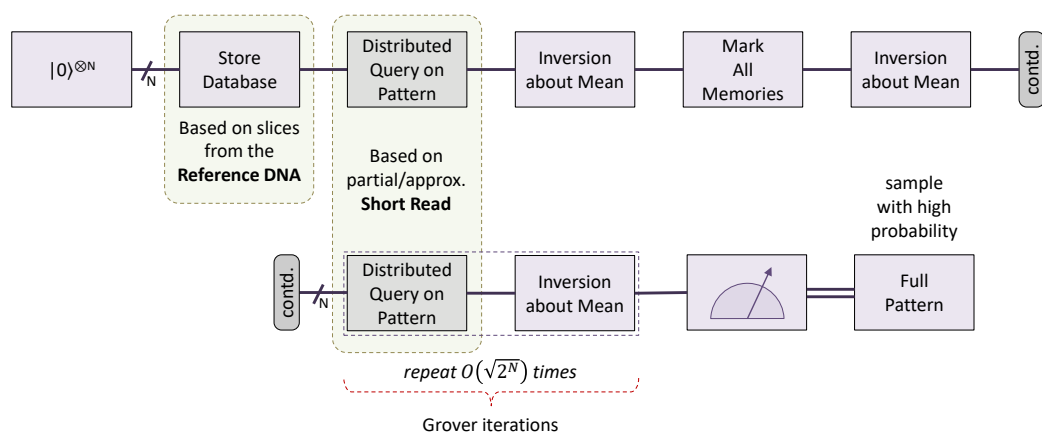 |0⟩^⊗N
N
Store
Database
Distributed
Query on
Pattern
Inversion
about Mean
Mark
All
Memories
Inversion
about Mean
contd.
Based on slices
from the
Reference DNA
Based on
partial/approx.
Short Read
sample
with high
probability
contd.
N
Distributed
Query on
Pattern
Inversion
about Mean
Full
Pattern
repeat O(√2^N) times
Grover iterations